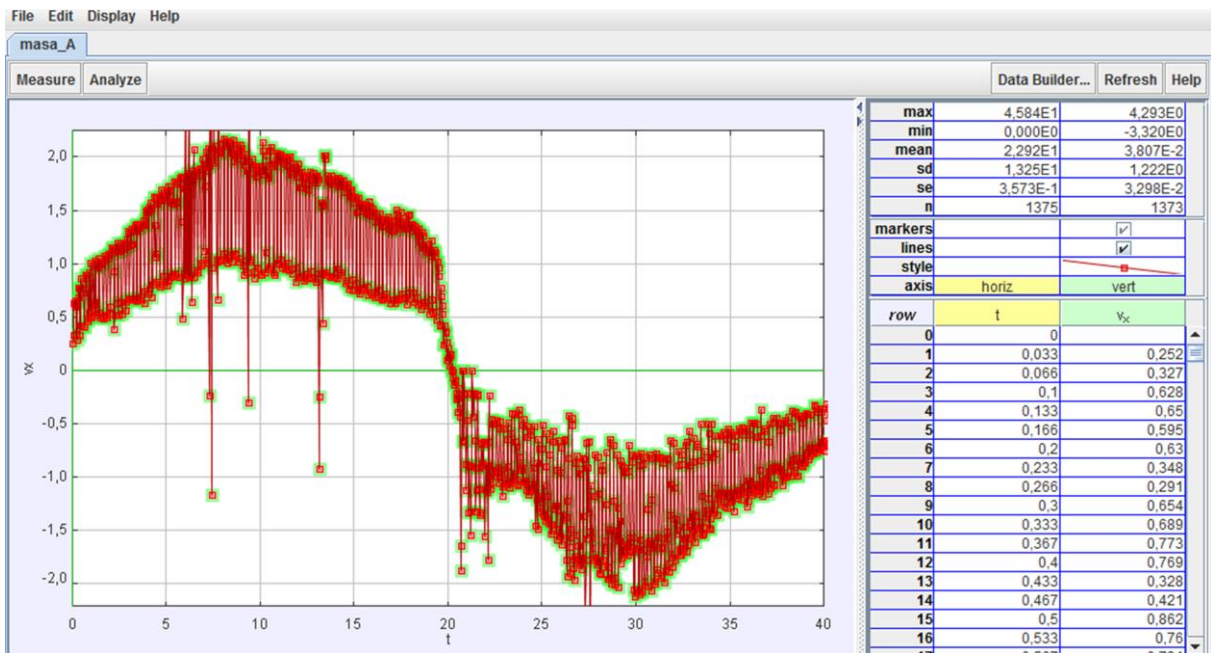 File Edit Display Help
masa_A
Measure Analyze Data Builder... Refresh Help
max 4,584E1 4,293E0
min 0,000E0 -3,320E0
mean 2,292E1 3,807E-2
sd 1,325E1 1,222E0
se 3,573E-1 3,298E-2
n 1375 1373
markers
lines
style
axis horiz vert
row t vx
0 0
1 0,033 0,252
2 0,066 0,327
3 0,1 0,628
4 0,133 0,65
5 0,166 0,595
6 0,2 0,63
7 0,233 0,348
8 0,266 0,291
9 0,3 0,654
10 0,333 0,689
11 0,367 0,773
12 0,4 0,769
13 0,433 0,328
14 0,467 0,421
15 0,5 0,862
16 0,533 0,76
2,0
1,5
1,0
0,5
0
-0,5
-1,0
-1,5
-2,0
vx
0 5 10 15 20 25 30 35 40
t